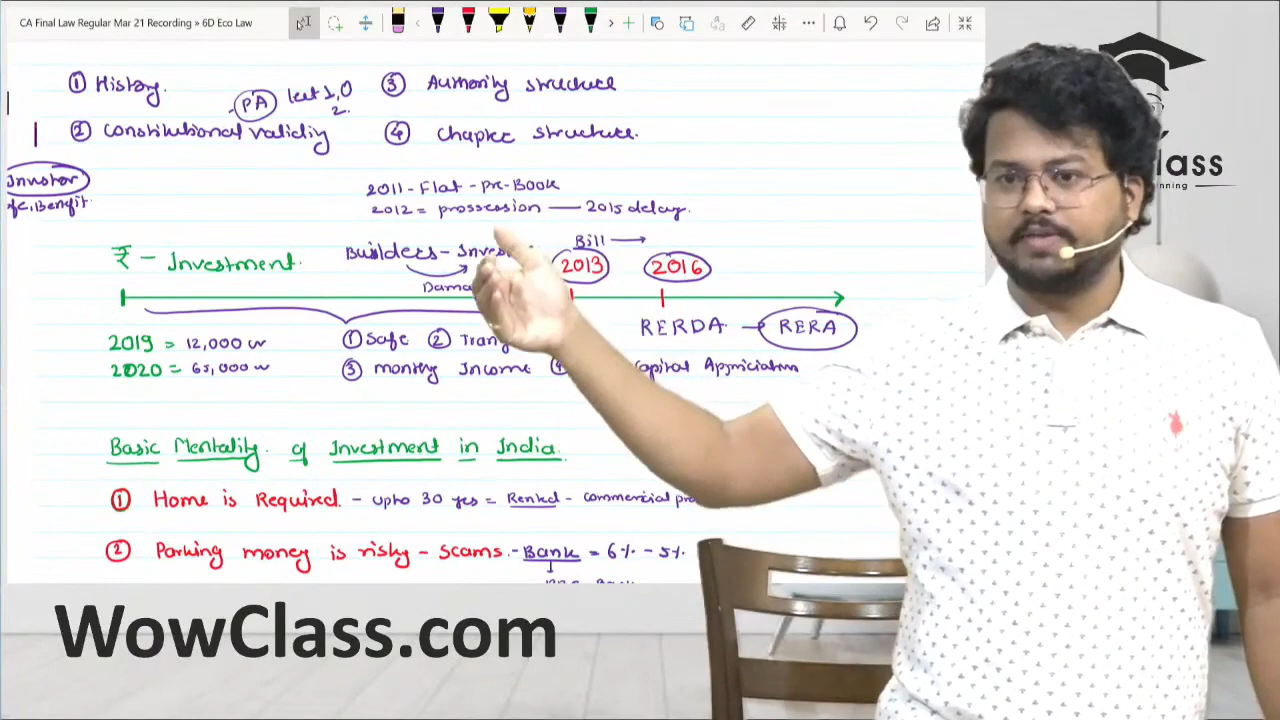 CA Final Law Regular Mar 21 Recording » 6D Eco Law
① History.
③ Authority structure
PA
② Constitutional validity
④ Chapter structure.
Investor
2011 - Flat - Pre-Book
2012 = prossession — 2015 delay.
₹ - Investment.
Builders -
Bill
2013
2016
RERDA
RERA
2019 = 12,000 cr
① Safe ②
2020 = 65,000 cr
③ monthly Income
Basic Mentality of Investment in India.
① Home is Required. - upto 30 yrs = Rented - commercial
② Parking money is risky - Scams. - Bank = 6% - 5%.
lass
WowClass.com